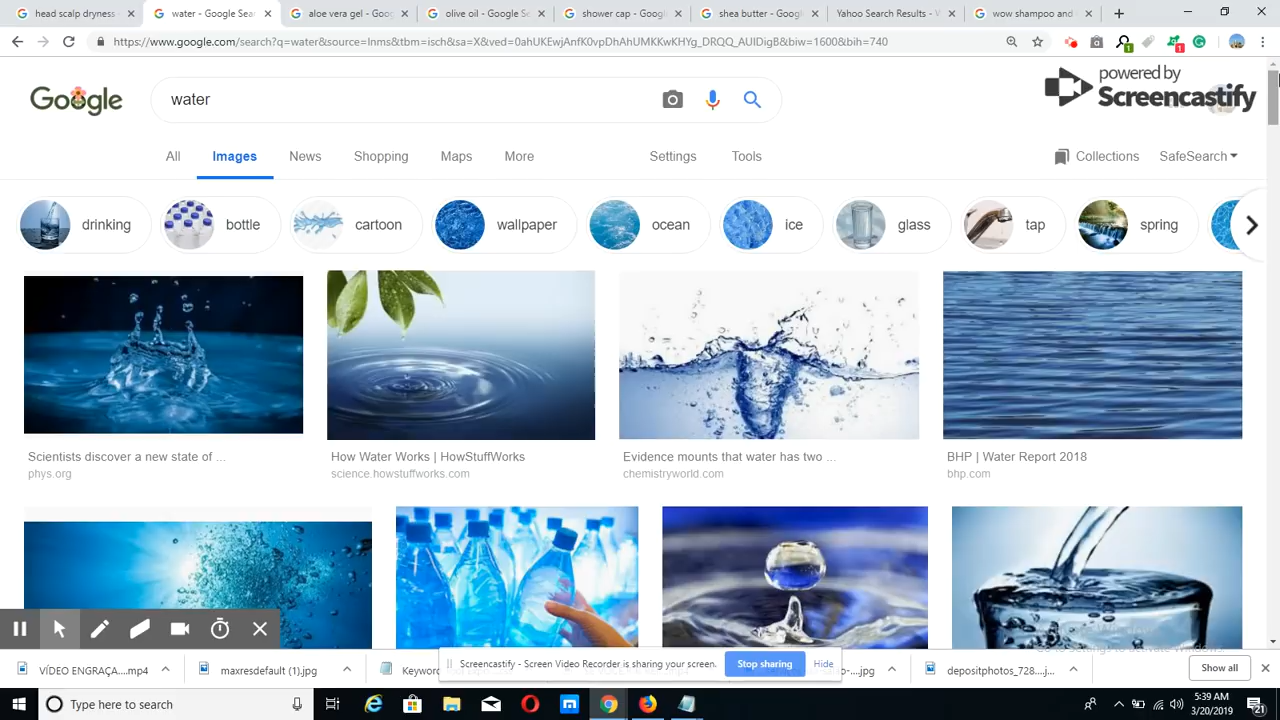 head scalp dryness -
water - Google Sear
aloe vera gel - Goog
olive oil - Google Se
shower cap - Googl
shea butter - Google
Yahoo Search Results - W
wow shampoo and
https://www.google.com/search?q=water&source=lnms&tbm=isch&sa=X&ved=0ahUKEwjAnfK0vpDhAhUMKKwKHYg_DRQQ_AUIDigB&biw=1600&bih=740
Google
water
powered by
Screencastify
All
Images
News
Shopping
Maps
More
Settings
Tools
Collections
SafeSearch
drinking
bottle
cartoon
wallpaper
ocean
ice
glass
tap
spring
Scientists discover a new state of ...
phys.org
How Water Works | HowStuffWorks
science.howstuffworks.com
Evidence mounts that water has two ...
chemistryworld.com
BHP | Water Report 2018
bhp.com
VÍDEO ENGRAÇA....mp4
maxresdefault (1).jpg
Keyword
Screencastify - Screen Video Recorder is sharing your screen.
Stop sharing
Hide
....jpg
depositphotos_728....j...
Show all
Type here to search
5:39 AM
3/20/2019
21